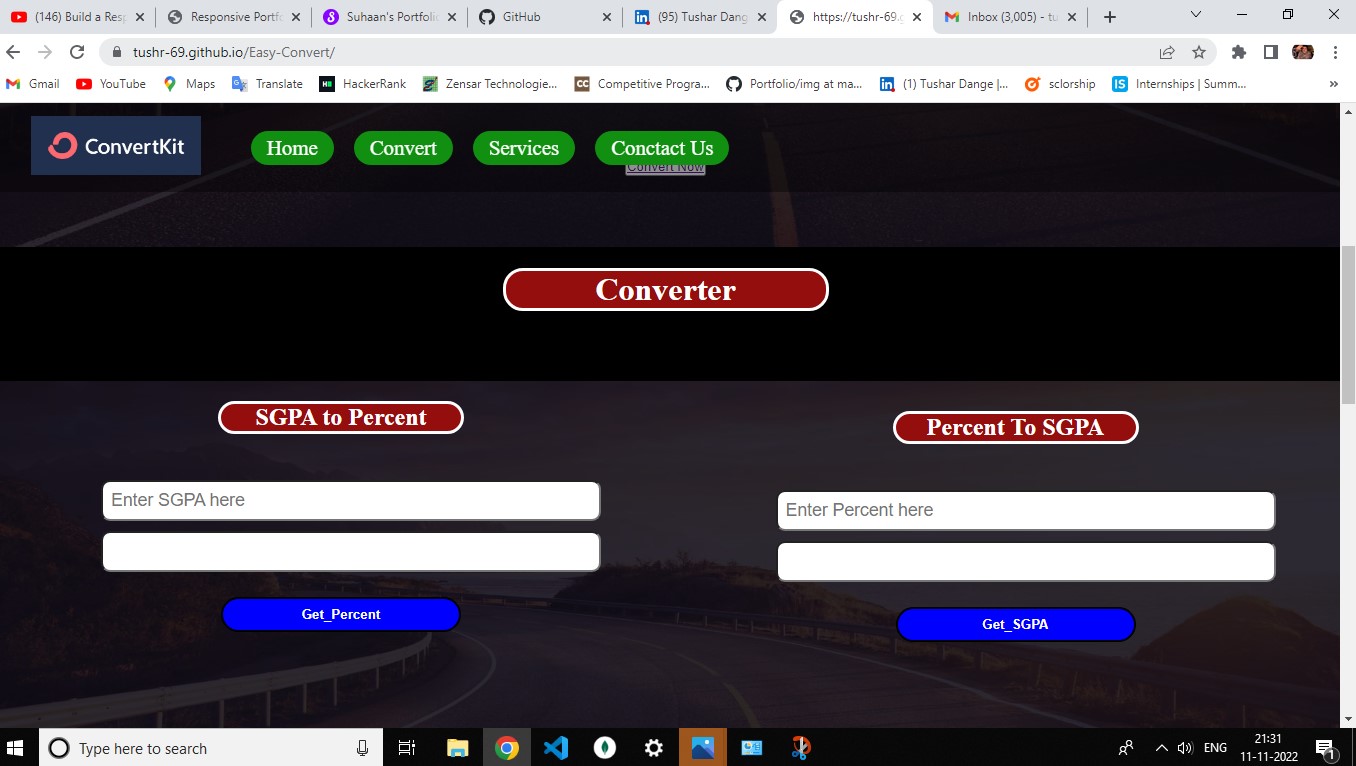 (146) Build a Resp
Responsive Portfo
Suhaan's Portfolio
GitHub
(95) Tushar Dange
https://tushr-69.g
Inbox (3,005) - tu
tushr-69.github.io/Easy-Convert/
Gmail
YouTube
Maps
Translate
HackerRank
Zensar Technologie...
Competitive Progra...
Portfolio/img at ma...
(1) Tushar Dange |...
sclorship
Internships | Summ...
ConvertKit
Home
Convert
Services
Conctact Us
Convert Now
Converter
SGPA to Percent
Percent To SGPA
Enter SGPA here
Enter Percent here
Get_Percent
Get_SGPA
Type here to search
ENG
21:31
11-11-2022
1